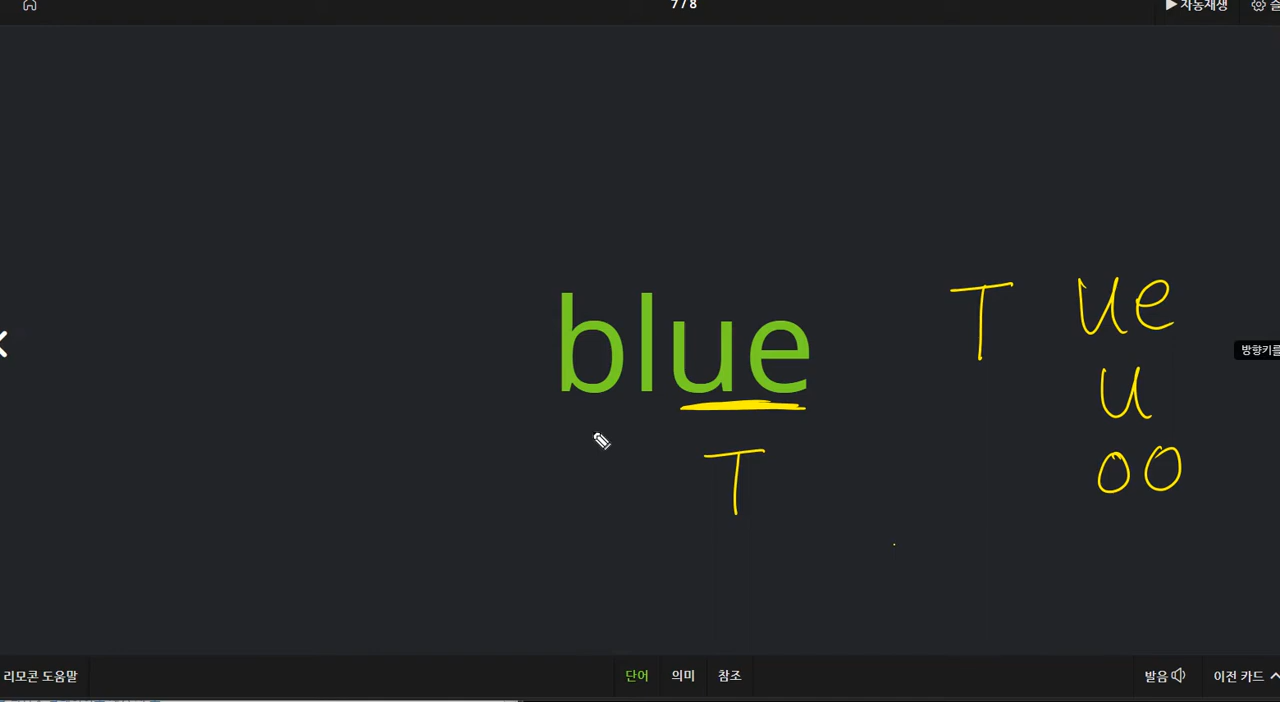 7 / 8
자동재생
슬
blue
T
T
ue
u
oo
방향키를
리모콘 도움말
단어
의미
참조
발음
이전 카드